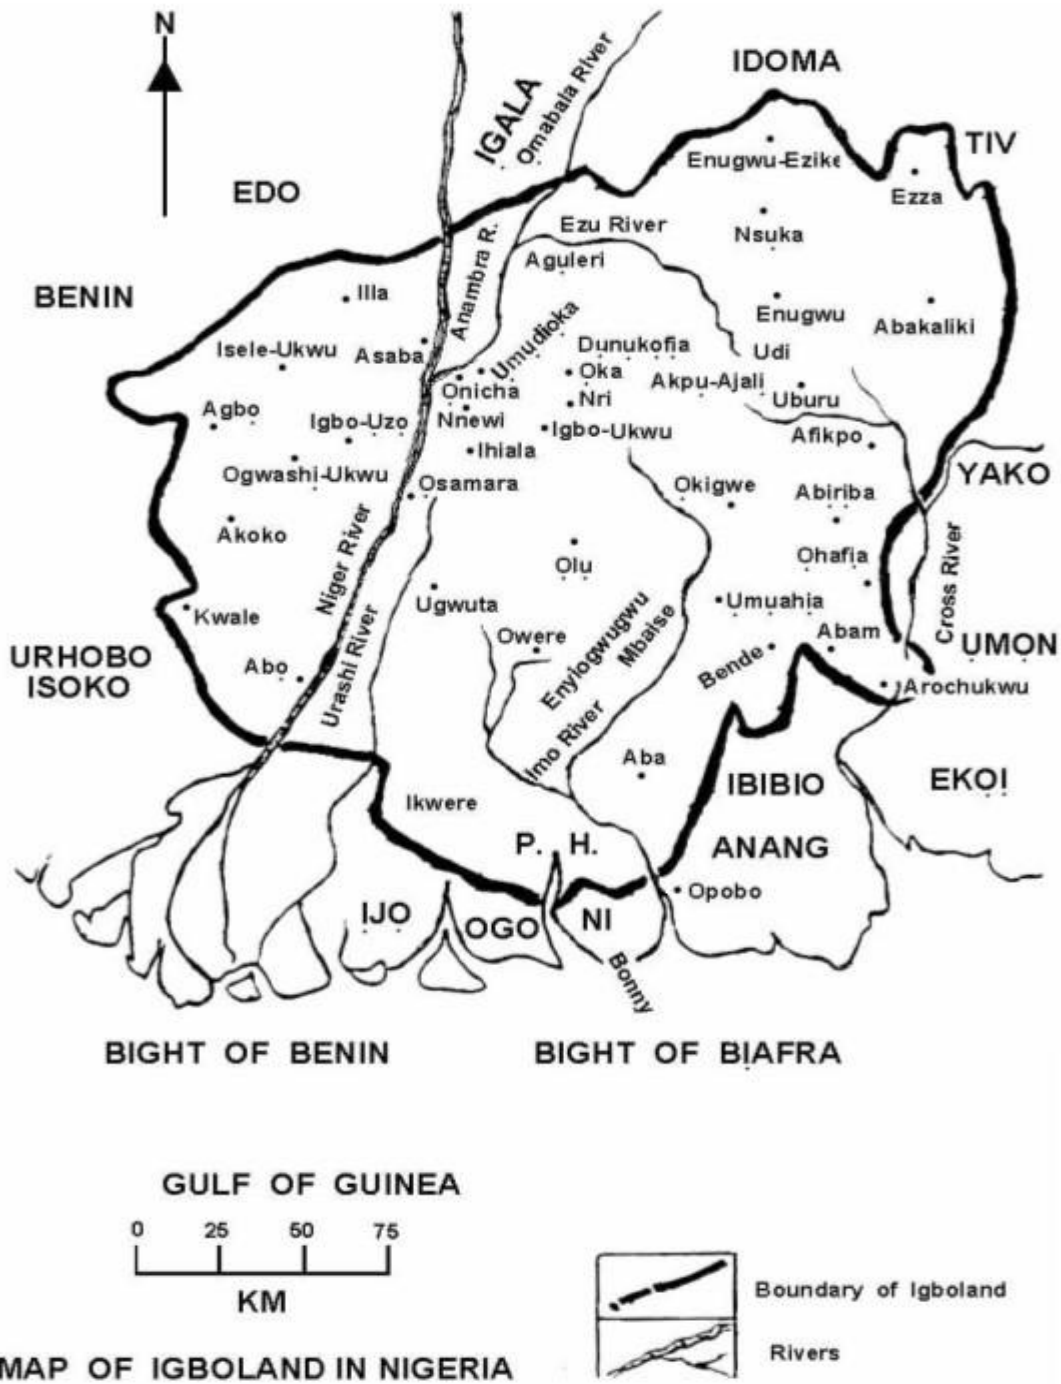 N
IDOMA
IGALA
Omabala River
TIV
Enugwu-Ezike
Ezza
EDO
Ezu River
Nsuka
Aguleri
Anambra R.
BENIN
Illa
Enugwu
Abakaliki
Umudioka
Isele-Ukwu
Asaba
Dunukofia
Udi
Oka
Akpu-Ajali
Onicha
Uburu
Nri
Agbo
Igbo-Uzo
Nnewi
Igbo-Ukwu
Afikpo
Ihiala
Ogwashi-Ukwu
YAKO
Osamara
Okigwe
Abiriba
Akoko
Niger River
Olu
Ohafia
Cross River
Ugwuta
Umuahia
Kwale
Owere
Enyiogwugwu
Mbaise
Abam
URHOBO
ISOKO
Abo
Urashi River
Bende
UMON
Arochukwu
Imo River
Aba
IBIBIO
EKOI
Ikwere
P. H.
ANANG
Opobo
IJO
OGO
NI
Bonny
BIGHT OF BENIN
BIGHT OF BIAFRA
GULF OF GUINEA
0 25 50 75
KM
Boundary of Igboland
Rivers
MAP OF IGBOLAND IN NIGERIA